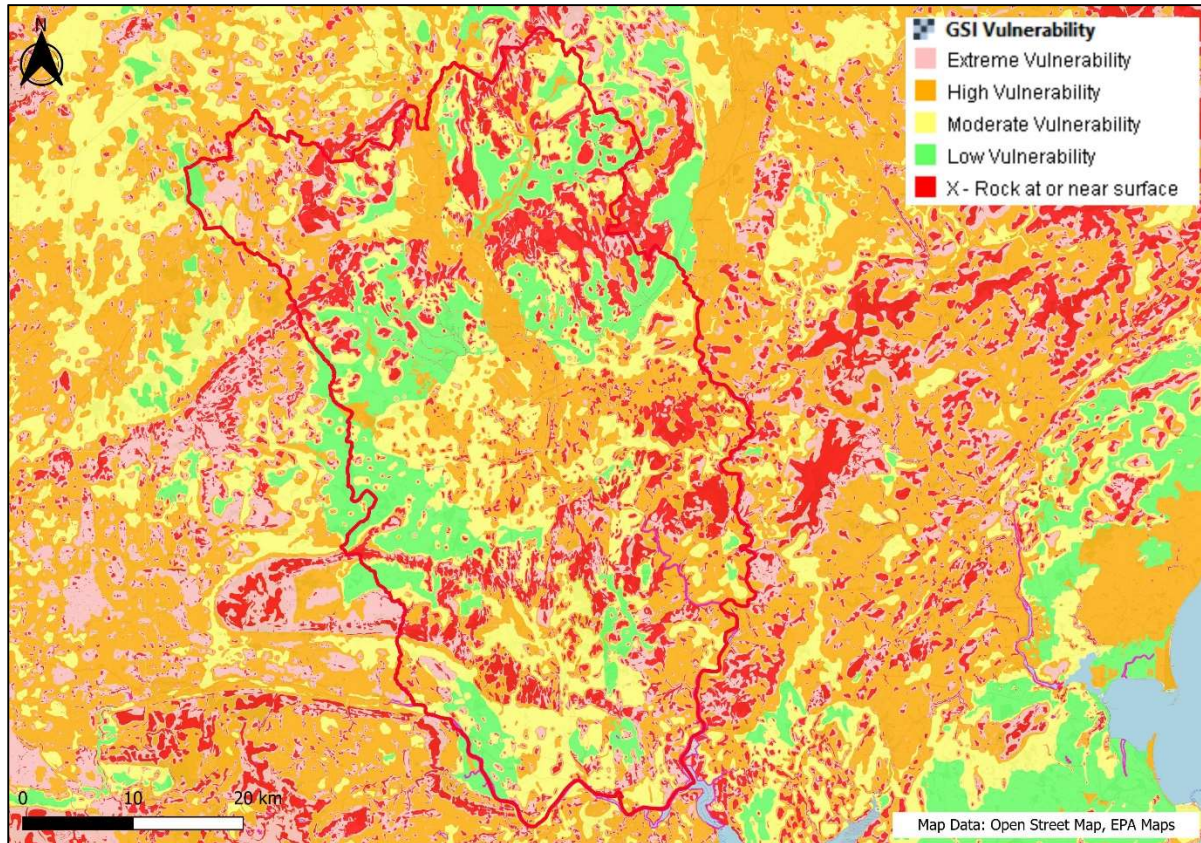 N
GSI Vulnerability
Extreme Vulnerability
High Vulnerability
Moderate Vulnerability
Low Vulnerability
X - Rock at or near surface
0 10 20 km
Map Data: Open Street Map, EPA Maps